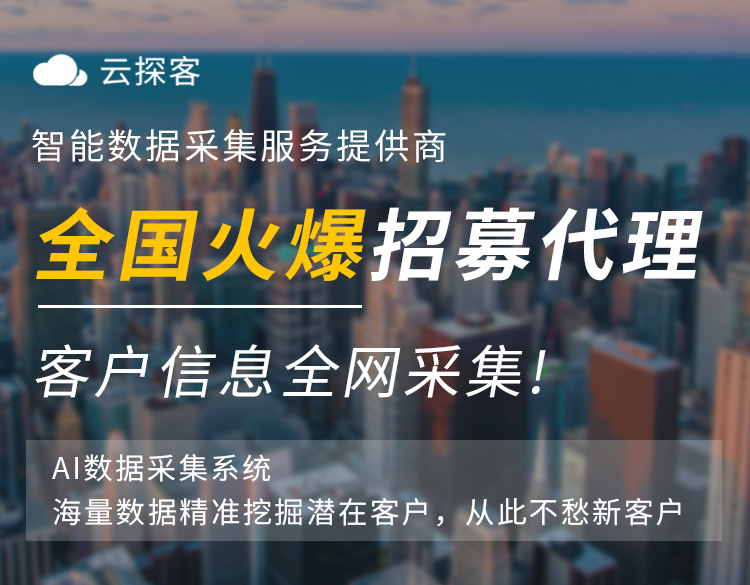 云探客
智能数据采集服务提供商
全国火爆招募代理
客户信息全网采集!
AI数据采集系统
海量数据精准挖掘潜在客户，从此不愁新客户